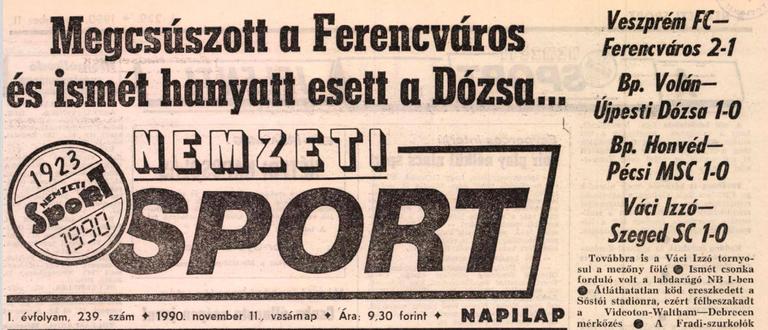 Megcsúszott a Ferencváros
és ismét hanyatt esett a Dózsa...
1923
NEMZETI
SPORT
1990
NEMZETI
SPORT
I. évfolyam, 239. szám ♦ 1990. november 11., vasárnap ♦ Ára: 9,30 forint ♦ NAPILAP
Veszprém FC—
Ferencváros 2-1
Bp. Volán—
Újpesti Dózsa 1-0
Bp. Honvéd—
Pécsi MSC 1-0
Váci Izzó—
Szeged SC 1-0
Továbbra is a Váci Izzó tornyo-
sul a mezőny fölé ● Ismét csonka
forduló volt a labdarúgó NB I-ben
● Átláthatatlan köd ereszkedett a
Sóstói stadionra, ezért félbeszakadt
a Videoton-Waltham—Debrecen
mérkőzés ● A Fradi-szurkolók